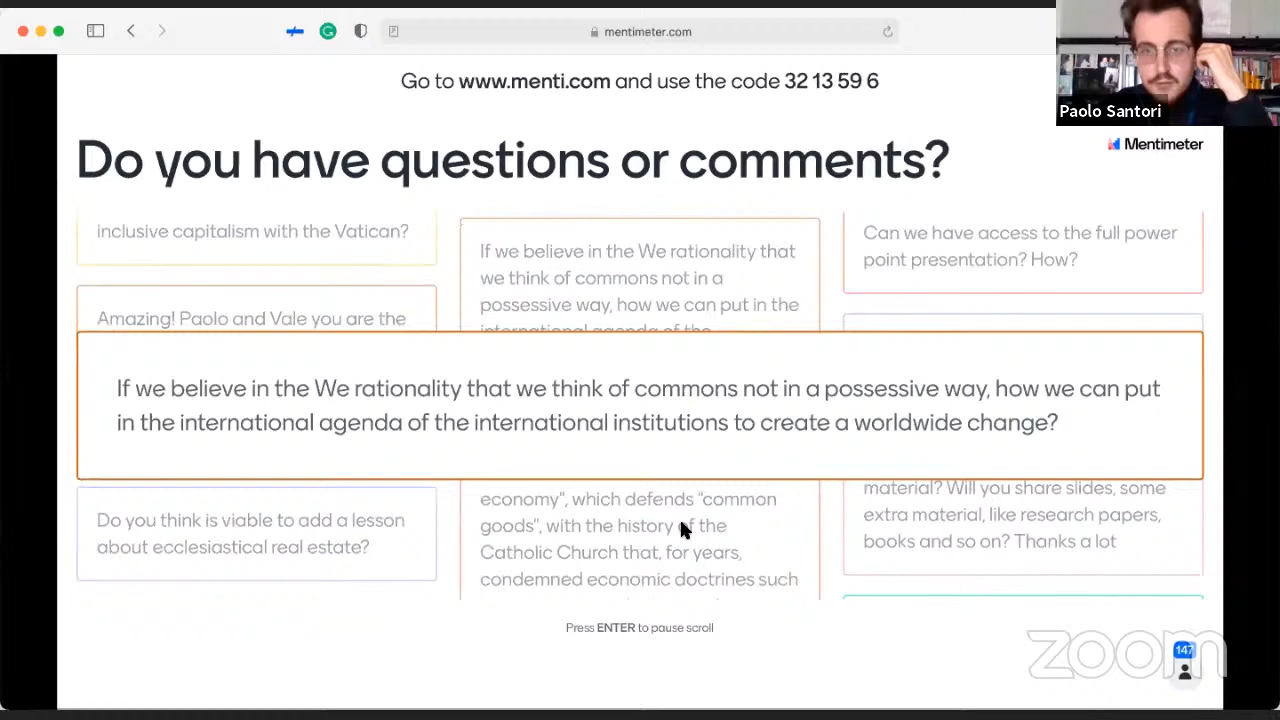 mentimeter.com
Go to www.menti.com and use the code 32 13 59 6
Paolo Santori
Mentimeter
Do you have questions or comments?
inclusive capitalism with the Vatican?
Amazing! Paolo and Vale you are the
If we believe in the We rationality that
we think of commons not in a
possessive way, how we can put in the
international agenda of the
Can we have access to the full power
point presentation? How?
If we believe in the We rationality that we think of commons not in a possessive way, how we can put
in the international agenda of the international institutions to create a worldwide change?
Do you think is viable to add a lesson
about ecclesiastical real estate?
economy", which defends "common
goods", with the history of the
Catholic Church that, for years,
condemned economic doctrines such
material? Will you share slides, some
extra material, like research papers,
books and so on? Thanks a lot
Press ENTER to pause scroll
zoom
147